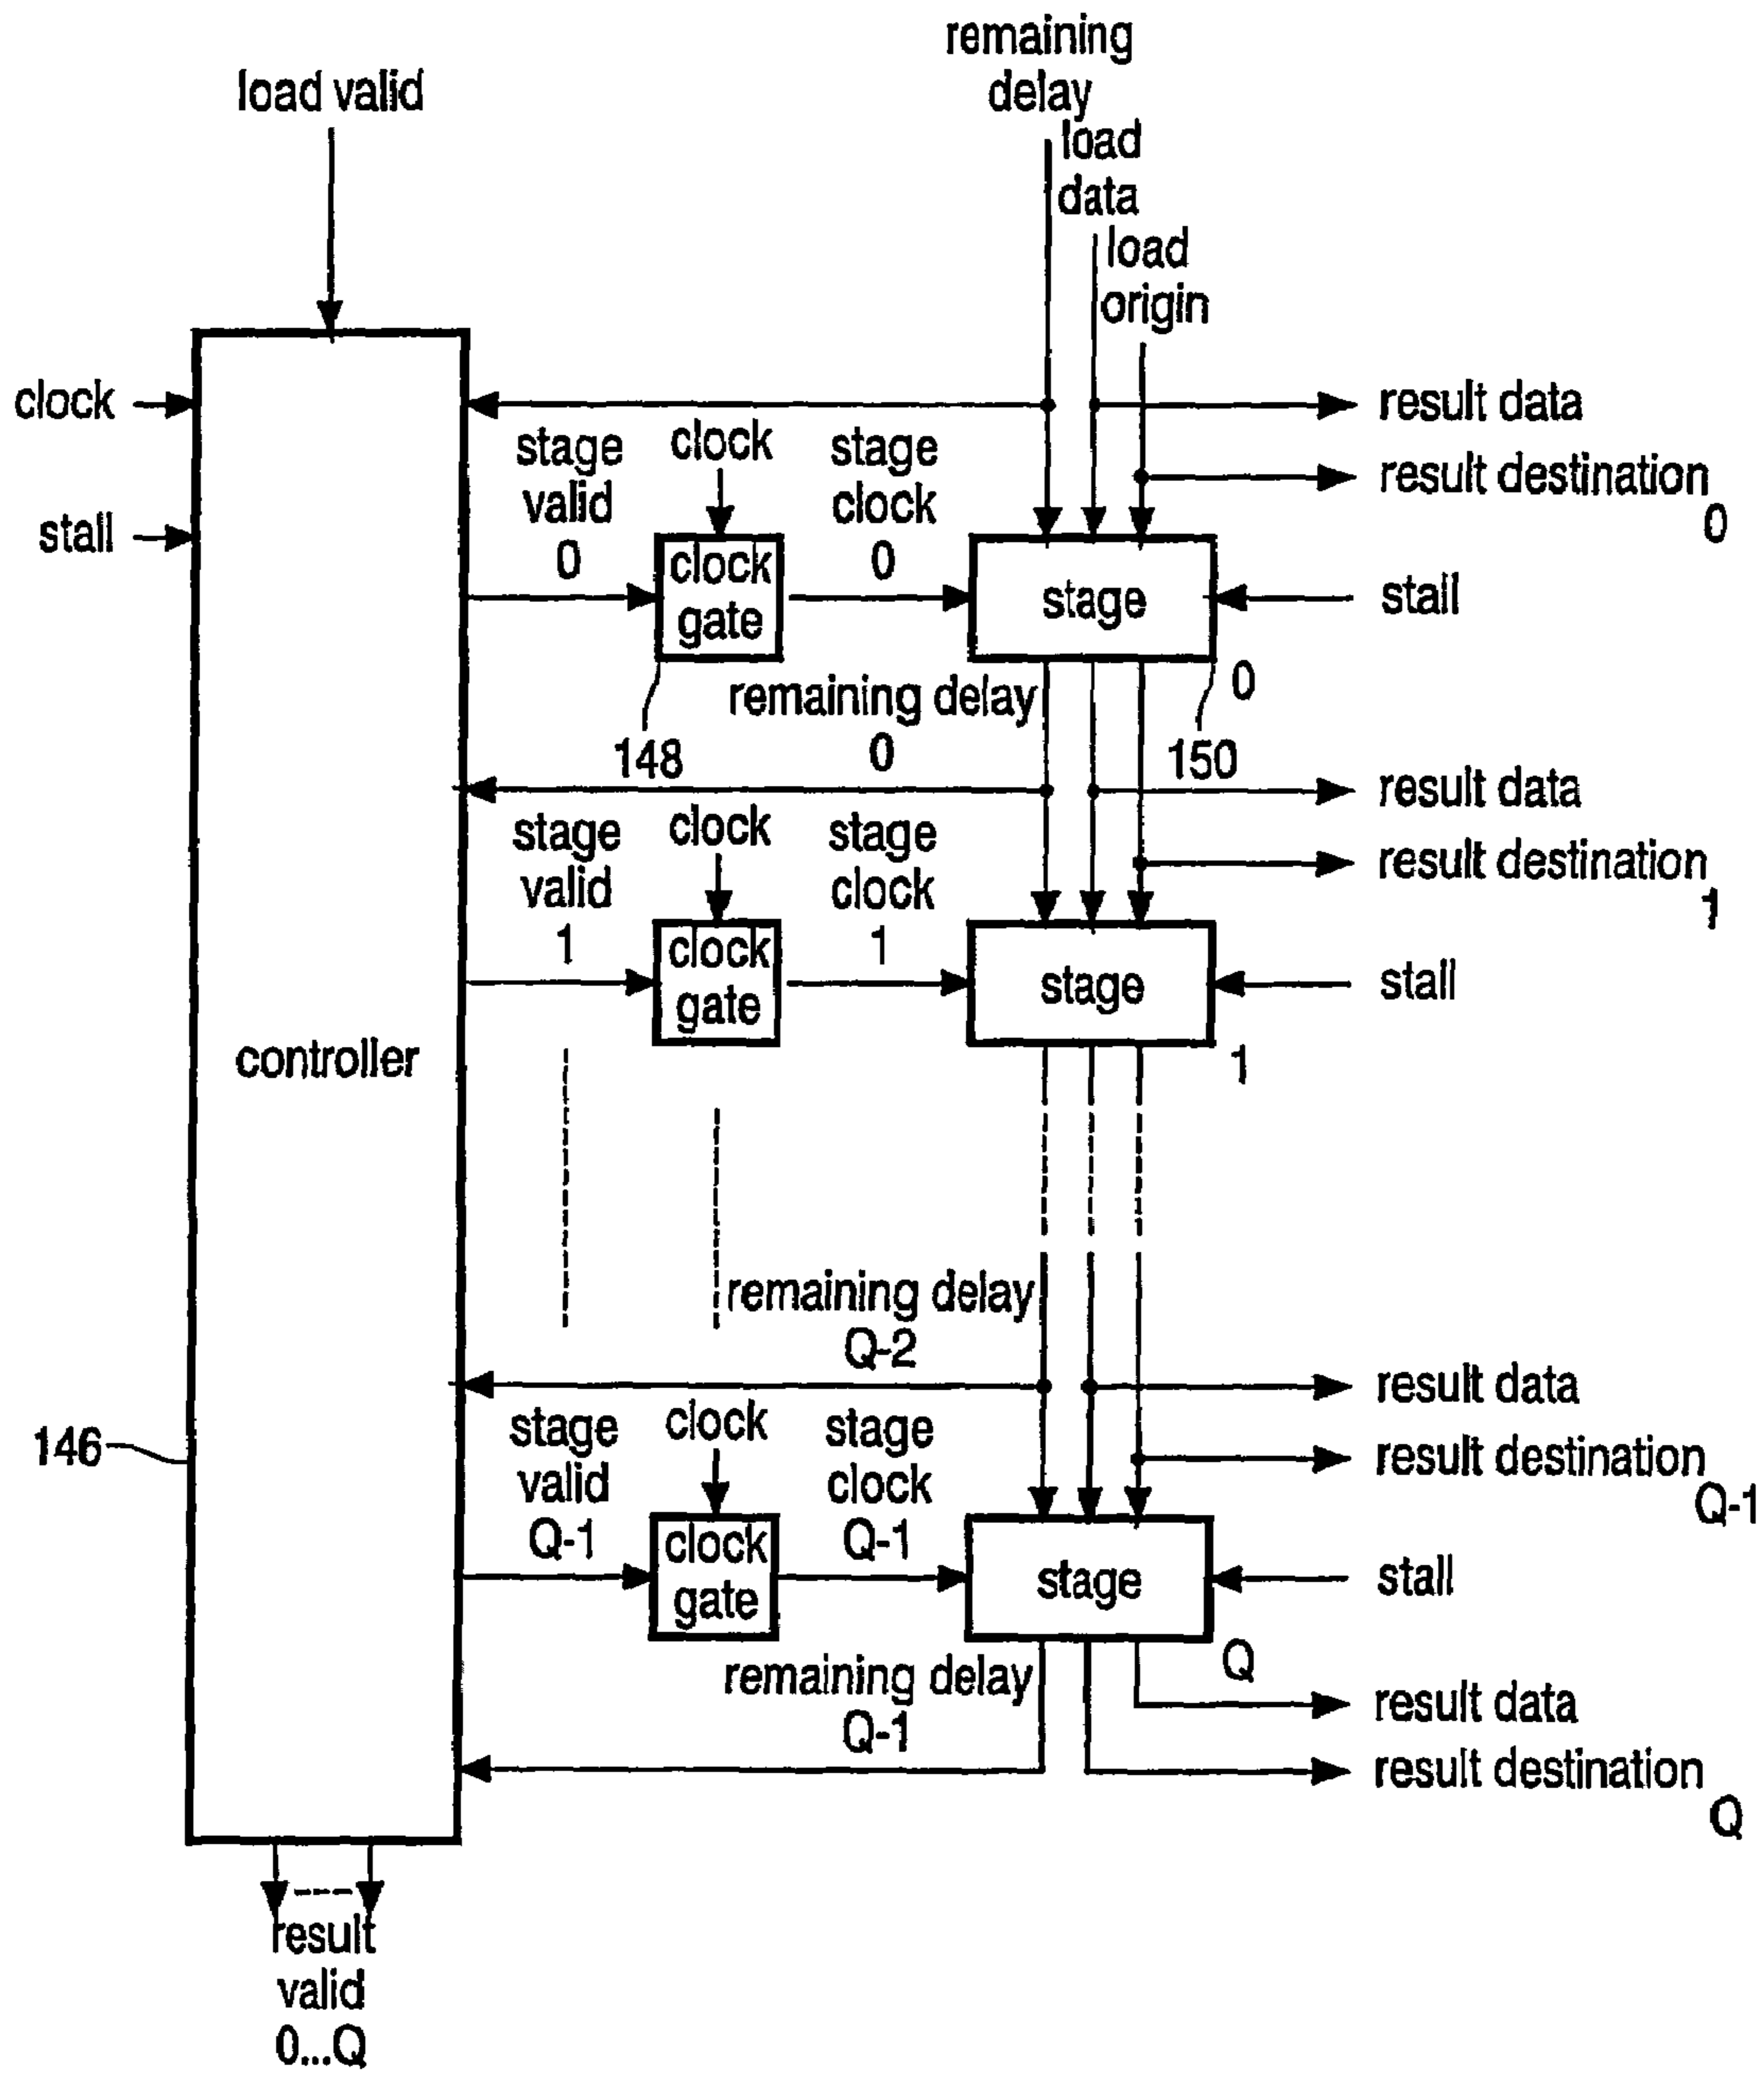 remaining
delay
load valid
load
data
load
origin
clock
result data
stage
valid
0
clock
stage
clock
0
result destination
0
stall
clock
gate
stage
stall
0
remaining delay
0
148
150
result data
stage
valid
1
clock
stage
clock
1
result destination
1
clock
gate
stage
stall
1
controller
remaining delay
Q-2
result data
146
stage
valid
Q-1
clock
stage
clock
Q-1
result destination
Q-1
clock
gate
stage
stall
Q
remaining delay
Q-1
result data
result destination
Q
result
valid
0...Q